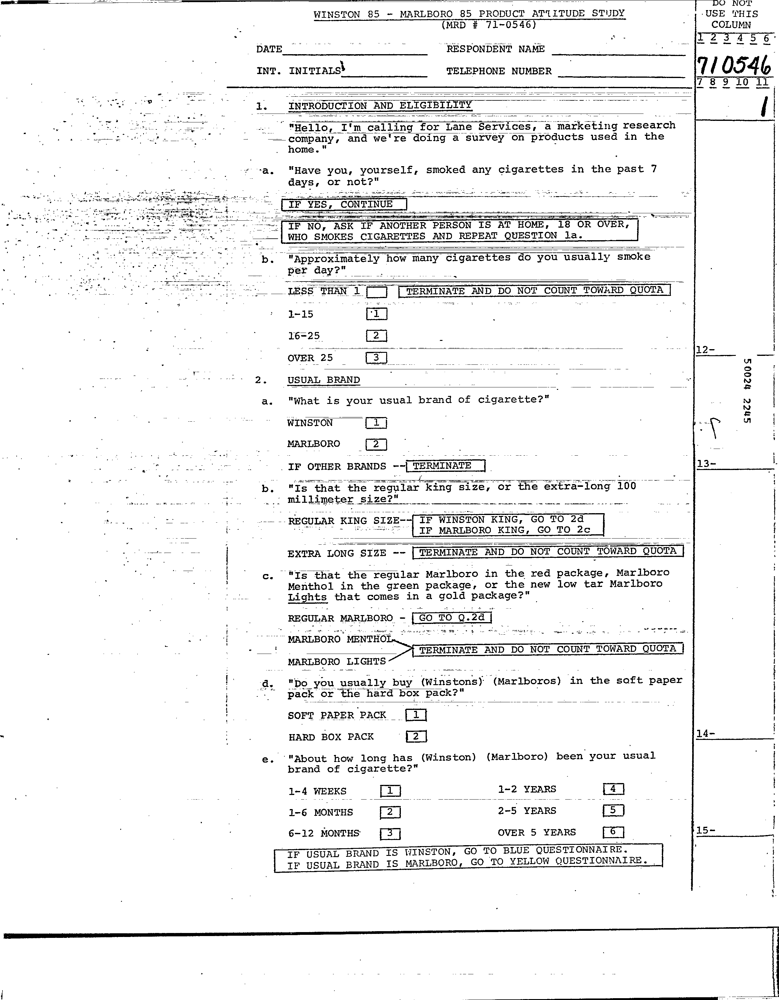 WINSTON 85 - MARLBORO 85 PRODUCT ATTITUDE STUDY
(MRD # 71-0546)
DO NOT
USE THIS
COLUMN
1 2 3 4 5 6
DATE
RESPONDENT NAME
INT. INITIALS
TELEPHONE NUMBER
710546
7 8 9 10 11
1
1. INTRODUCTION AND ELIGIBILITY
"Hello, I'm calling for Lane Services, a marketing research
company, and we're doing a survey on products used in the
home."
a. "Have you, yourself, smoked any cigarettes in the past 7
days, or not?"
IF YES, CONTINUE
IF NO, ASK IF ANOTHER PERSON IS AT HOME, 18 OR OVER,
WHO SMOKES CIGARETTES AND REPEAT QUESTION 1a.
b. "Approximately how many cigarettes do you usually smoke
per day?"
LESS THAN 1 TERMINATE AND DO NOT COUNT TOWARD QUOTA
1-15 1
16-25 2
OVER 25 3
12-
2. USUAL BRAND
a. "What is your usual brand of cigarette?"
WINSTON 1
MARLBORO 2
IF OTHER BRANDS -- TERMINATE
13-
50024 2245
b. "Is that the regular king size, or the extra-long 100
millimeter size?"
REGULAR KING SIZE-- IF WINSTON KING, GO TO 2d
IF MARLBORO KING, GO TO 2c
EXTRA LONG SIZE -- TERMINATE AND DO NOT COUNT TOWARD QUOTA
c. "Is that the regular Marlboro in the red package, Marlboro
Menthol in the green package, or the new low tar Marlboro
Lights that comes in a gold package?"
REGULAR MARLBORO - GO TO Q.2d
MARLBORO MENTHOL
TERMINATE AND DO NOT COUNT TOWARD QUOTA
MARLBORO LIGHTS
d. "Do you usually buy (Winstons) (Marlboros) in the soft paper
pack or the hard box pack?"
SOFT PAPER PACK 1
HARD BOX PACK 2
14-
e. "About how long has (Winston) (Marlboro) been your usual
brand of cigarette?"
1-4 WEEKS 1 1-2 YEARS 4
1-6 MONTHS 2 2-5 YEARS 5
6-12 MONTHS 3 OVER 5 YEARS 6
15-
IF USUAL BRAND IS WINSTON, GO TO BLUE QUESTIONNAIRE.
IF USUAL BRAND IS MARLBORO, GO TO YELLOW QUESTIONNAIRE.